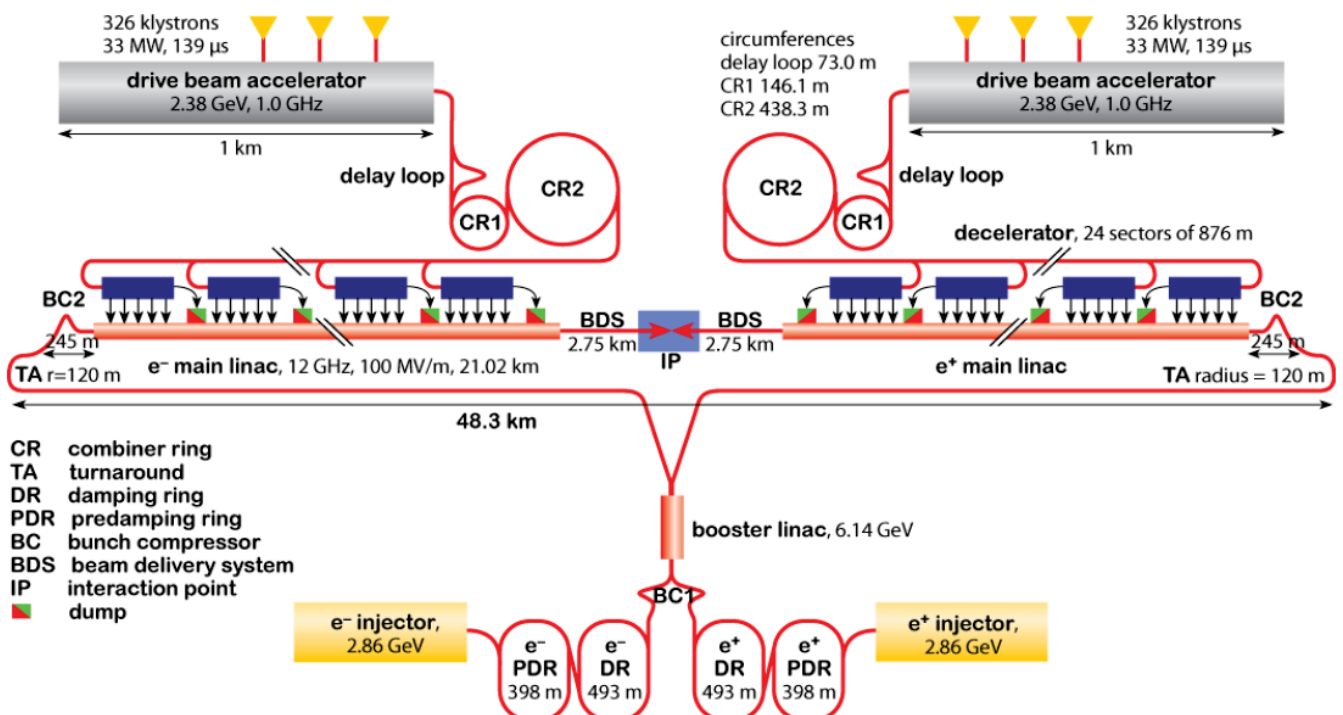 326 klystrons
33 MW, 139 µs
drive beam accelerator
2.38 GeV, 1.0 GHz
1 km
delay loop
CR1
CR2
circumferences
delay loop 73.0 m
CR1 146.1 m
CR2 438.3 m
326 klystrons
33 MW, 139 µs
drive beam accelerator
2.38 GeV, 1.0 GHz
1 km
CR2
CR1
delay loop
decelerator, 24 sectors of 876 m
BC2
245 m
TA r=120 m
e⁻ main linac, 12 GHz, 100 MV/m, 21.02 km
BDS
2.75 km
IP
BDS
2.75 km
e⁺ main linac
BC2
245 m
TA radius = 120 m
48.3 km
CR combiner ring
TA turnaround
DR damping ring
PDR predamping ring
BC bunch compressor
BDS beam delivery system
IP interaction point
dump
booster linac, 6.14 GeV
BC1
e⁻ injector,
2.86 GeV
e⁻
PDR
398 m
e⁻
DR
493 m
e⁺
DR
493 m
e⁺
PDR
398 m
e⁺ injector,
2.86 GeV